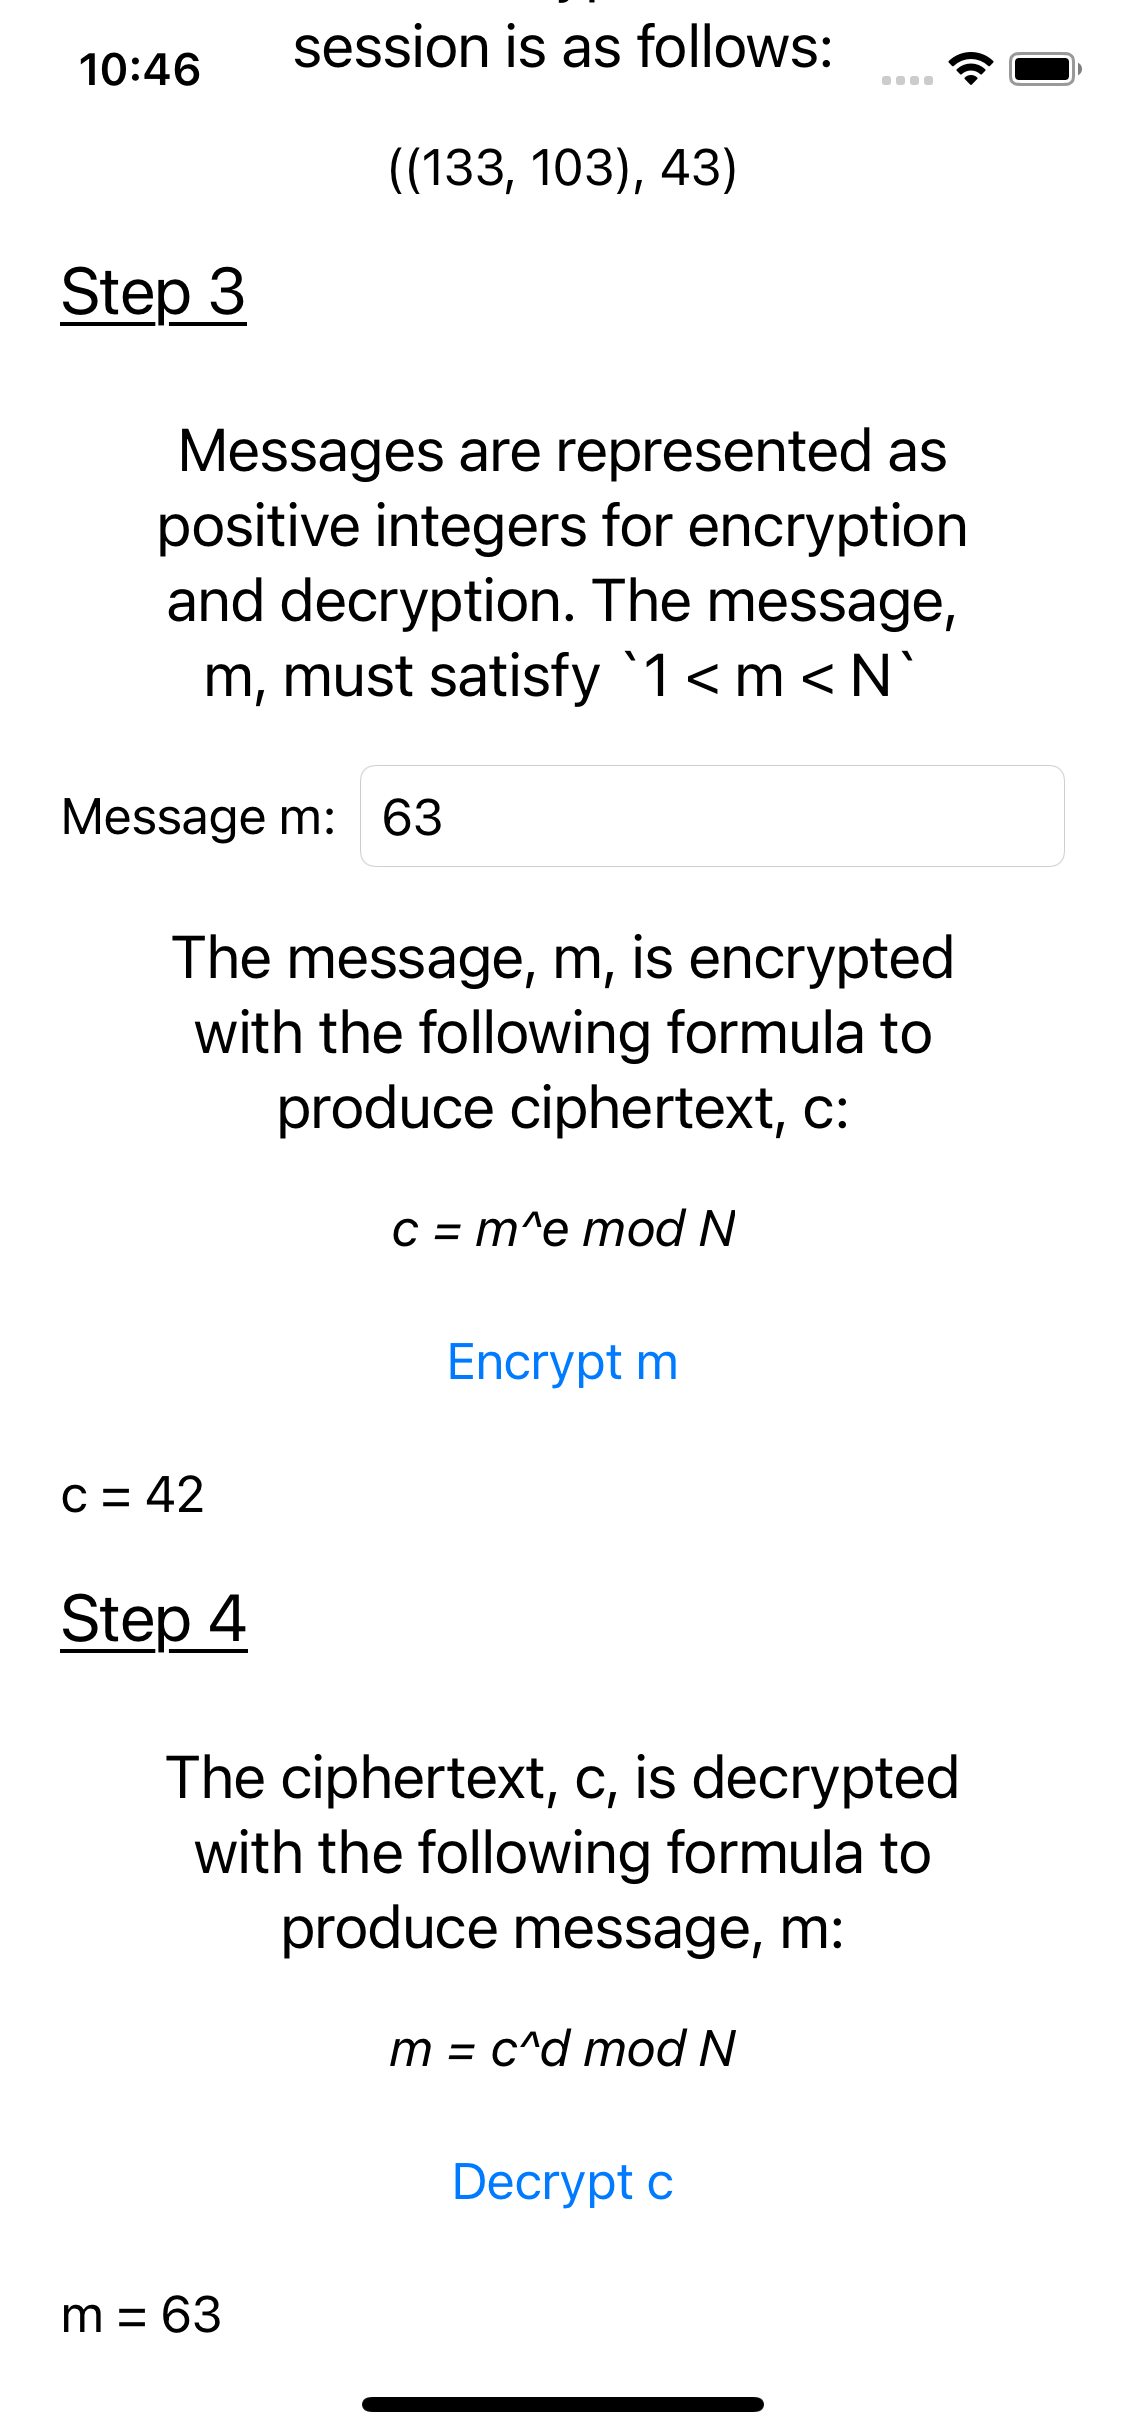 session is as follows:
10:46
((133, 103), 43)
Step 3
Messages are represented as
positive integers for encryption
and decryption. The message,
m, must satisfy `1 < m < N`
Message m: 63
The message, m, is encrypted
with the following formula to
produce ciphertext, c:
c = m^e mod N
Encrypt m
c = 42
Step 4
The ciphertext, c, is decrypted
with the following formula to
produce message, m:
m = c^d mod N
Decrypt c
m = 63